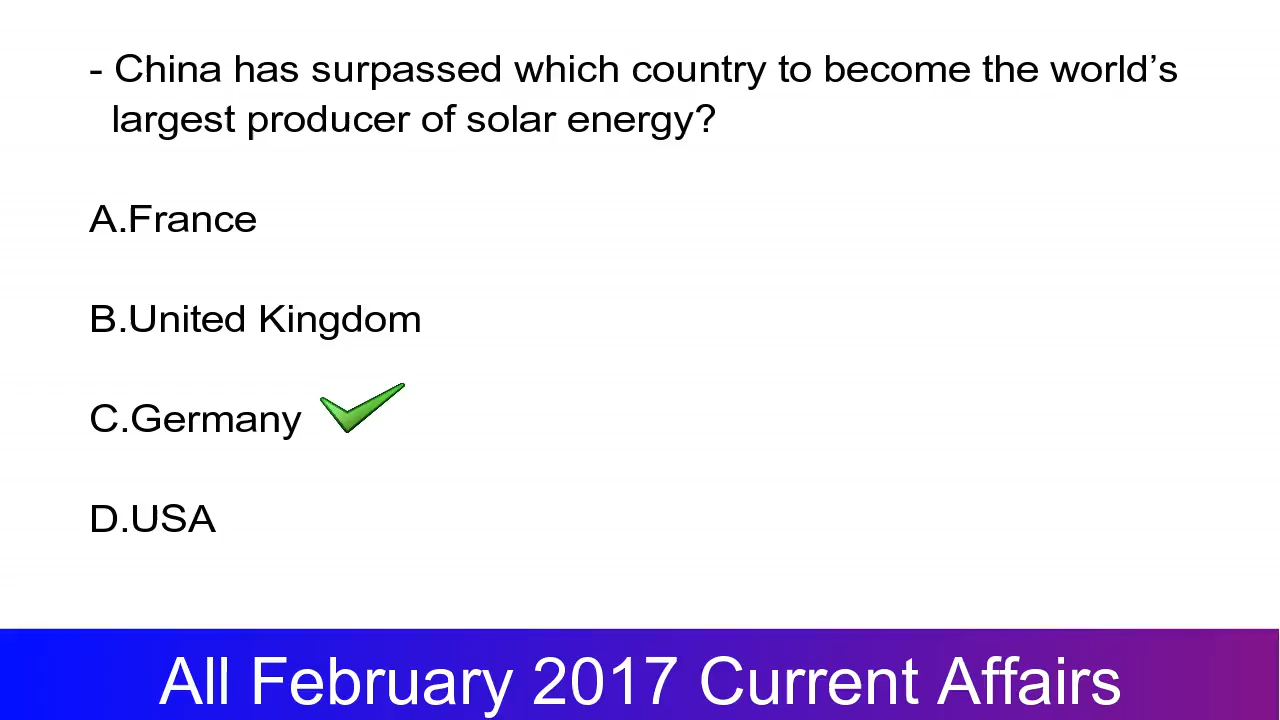 - China has surpassed which country to become the world’s
largest producer of solar energy?
A.France
B.United Kingdom
C.Germany
D.USA
All February 2017 Current Affairs